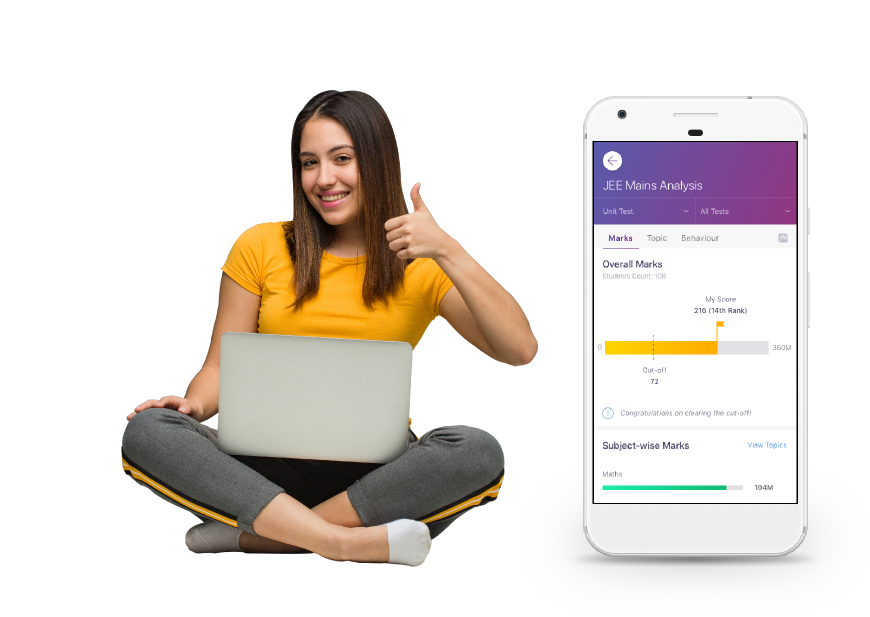 JEE Mains Analysis
Unit Test All Tests
Marks Topic Behaviour
Overall Marks
Students Count: 108
My Score
216 (14th Rank)
0 360M
Cut-off
72
Congratulations on clearing the cut-off!
Subject-wise Marks View Topics
Maths
104M